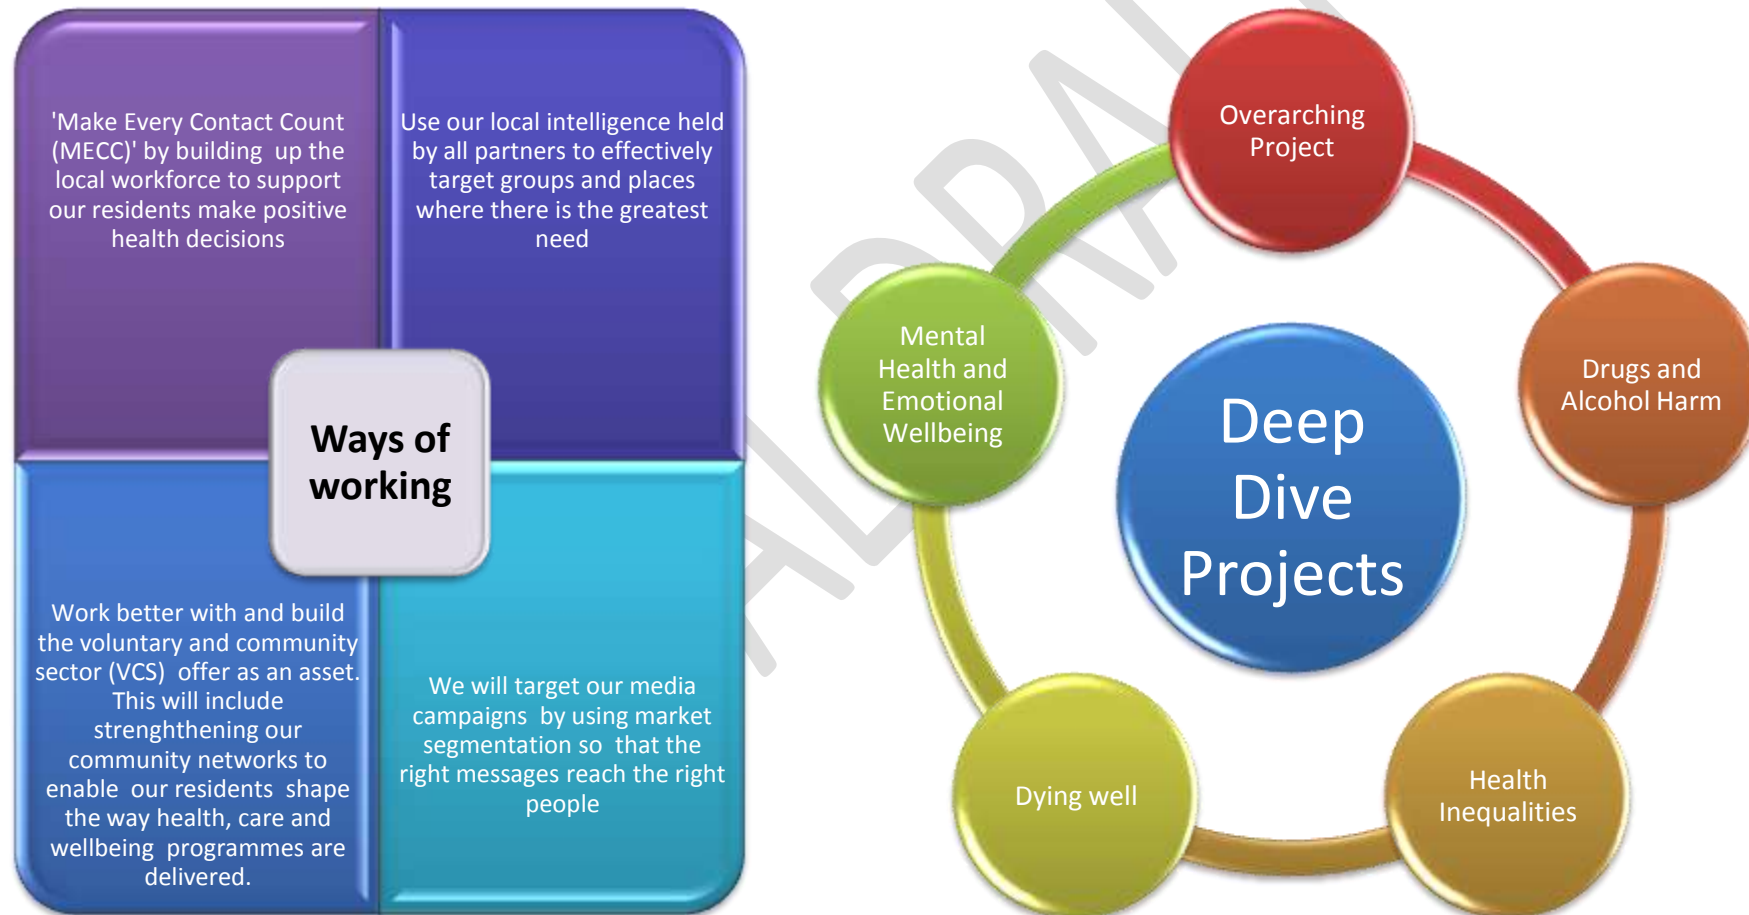 'Make Every Contact Count
(MECC)' by building  up the
local workforce to support
our residents make positive
health decisions
Use our local intelligence held
by all partners to effectively
target groups and places
where there is the greatest
need
Ways of
working
Work better with and build
the voluntary and community
sector (VCS)  offer as an asset.
This will include
strenghthening our
community networks to
enable  our residents  shape
the way health, care and
wellbeing  programmes are
delivered.
We will target our media
campaigns  by using market
segmentation so  that the
right messages reach the right
people
Overarching
Project
Drugs and
Alcohol Harm
Health
Inequalities
Dying well
Mental
Health and
Emotional
Wellbeing
Deep
Dive
Projects
AL DRA